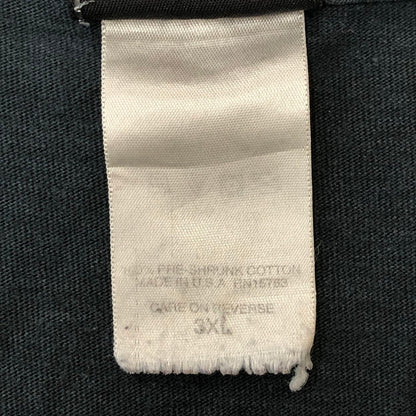 100% PRE-SHRUNK COTTON
MADE IN U.S.A. RN15763
CARE ON REVERSE
3XL